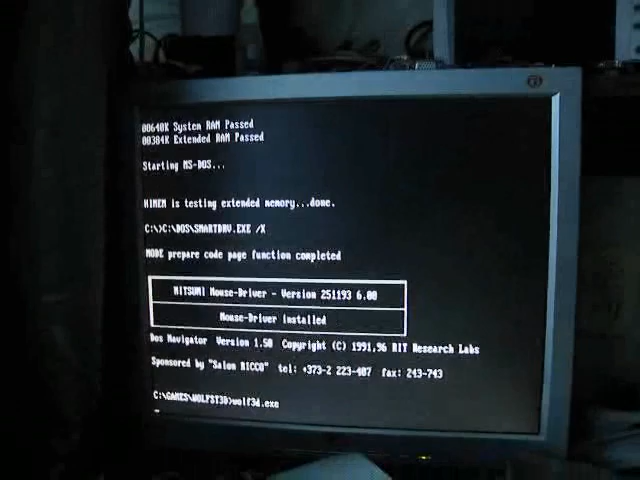 00640K System RAM Passed
00384K Extended RAM Passed
Starting MS-DOS...
HIMEM is testing extended memory...done.
C:\>C:\DOS\SMARTDRV.EXE /X
MODE prepare code page function completed
MITSUMI Mouse-Driver - Version 251193 6.00
Mouse-Driver installed
Dos Navigator Version 1.50 Copyright (C) 1991,96 RIT Research Labs
Sponsored by "Salon RICCO" tel: +373-2 223-407 fax: 243-743
C:\GAMES\WOLFST3D>wolf3d.exe